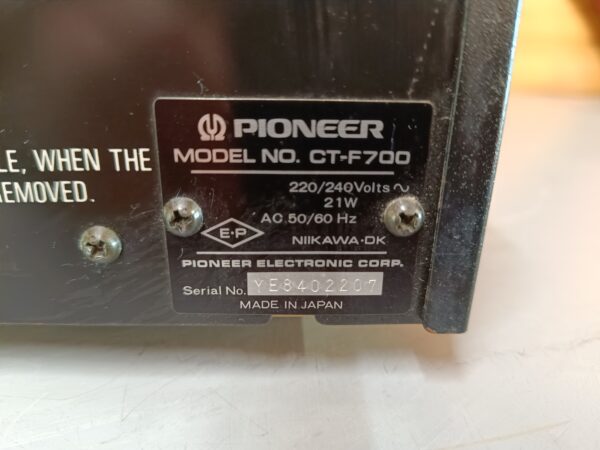 LE, WHEN THE
REMOVED.
PIONEER
MODEL NO. CT-F700
220/240Volts ~
21W
AC 50/60 Hz
E·P
NIIKAWA·DK
PIONEER ELECTRONIC CORP.
Serial No. YE8402207
MADE IN JAPAN